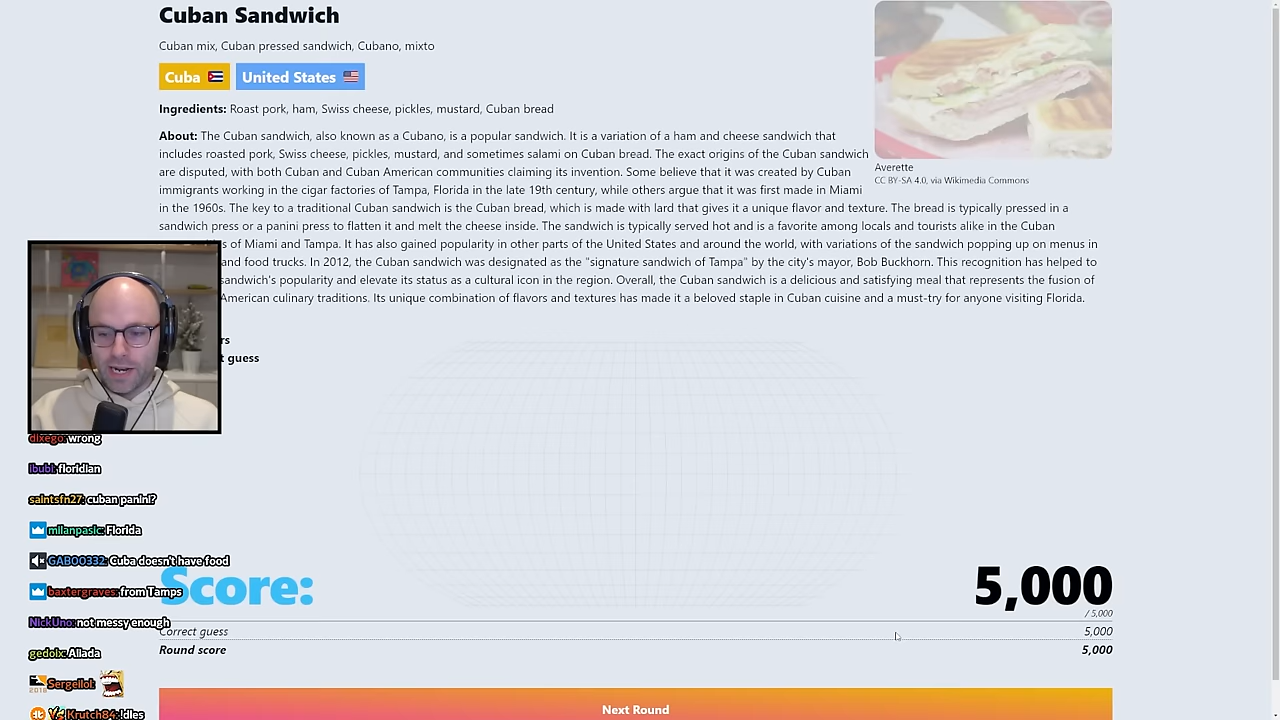 Cuban Sandwich
Cuban mix, Cuban pressed sandwich, Cubano, mixto
Cuba United States
Ingredients: Roast pork, ham, Swiss cheese, pickles, mustard, Cuban bread
About: The Cuban sandwich, also known as a Cubano, is a popular sandwich. It is a variation of a ham and cheese sandwich that
includes roasted pork, Swiss cheese, pickles, mustard, and sometimes salami on Cuban bread. The exact origins of the Cuban sandwich
are disputed, with both Cuban and Cuban American communities claiming its invention. Some believe that it was created by Cuban
immigrants working in the cigar factories of Tampa, Florida in the late 19th century, while others argue that it was first made in Miami
in the 1960s. The key to a traditional Cuban sandwich is the Cuban bread, which is made with lard that gives it a unique flavor and texture. The bread is typically pressed in a
sandwich press or a panini press to flatten it and melt the cheese inside. The sandwich is typically served hot and is a favorite among locals and tourists alike in the Cuban
s of Miami and Tampa. It has also gained popularity in other parts of the United States and around the world, with variations of the sandwich popping up on menus in
and food trucks. In 2012, the Cuban sandwich was designated as the "signature sandwich of Tampa" by the city's mayor, Bob Buckhorn. This recognition has helped to
sandwich's popularity and elevate its status as a cultural icon in the region. Overall, the Cuban sandwich is a delicious and satisfying meal that represents the fusion of
American culinary traditions. Its unique combination of flavors and textures has made it a beloved staple in Cuban cuisine and a must-try for anyone visiting Florida.
Averette
CC BY-SA 4.0, via Wikimedia Commons
rs
t guess
dixego: wrong
ibubi: floridian
saintsfn27: cuban panini?
milanpasic: Florida
GABO0332: Cuba doesn't have food
baxtergraves: from Tamps
NickUno: not messy enough
gedolx: Aliada
Sergeilol:
Krutch84: !dles
Score:
5,000
/ 5,000
Correct guess 5,000
Round score 5,000
Next Round